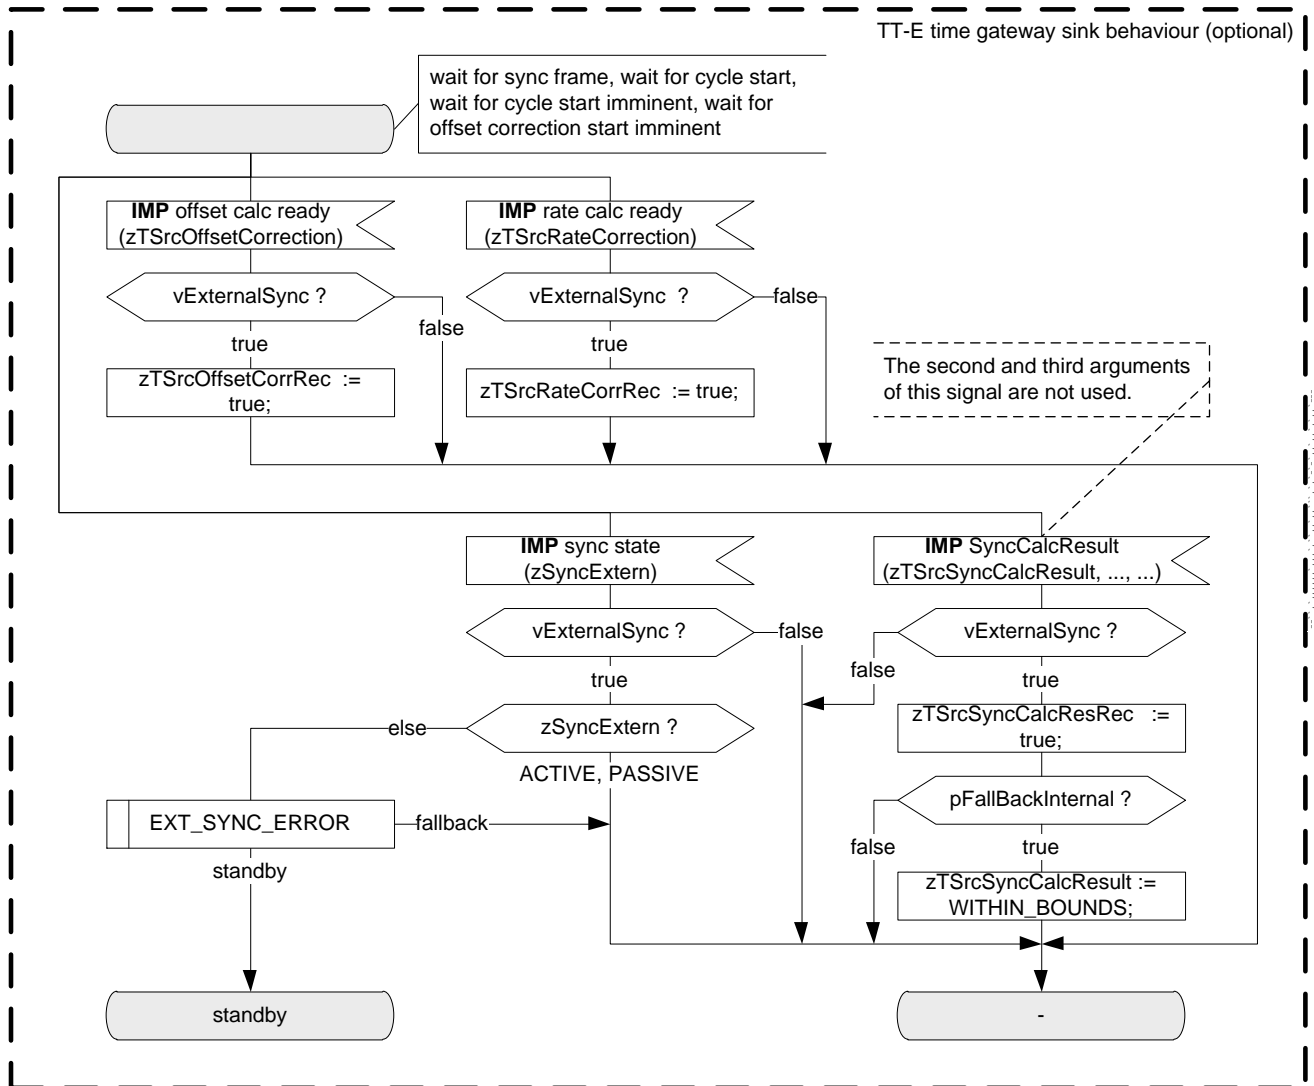 TT-E time gateway sink behaviour (optional)
wait for sync frame, wait for cycle start,
wait for cycle start imminent, wait for
offset correction start imminent
IMP offset calc ready
(zTSrcOffsetCorrection)
IMP rate calc ready
(zTSrcRateCorrection)
vExternalSync ?
vExternalSync ?
false
false
true
true
zTSrcOffsetCorrRec :=
true;
zTSrcRateCorrRec := true;
The second and third arguments
of this signal are not used.
IMP sync state
(zSyncExtern)
IMP SyncCalcResult
(zTSrcSyncCalcResult, ..., ...)
vExternalSync ?
false
vExternalSync ?
false
true
true
zTSrcSyncCalcResRec :=
true;
else
zSyncExtern ?
ACTIVE, PASSIVE
pFallBackInternal ?
EXT_SYNC_ERROR
fallback
false
true
standby
zTSrcSyncCalcResult :=
WITHIN_BOUNDS;
standby
-